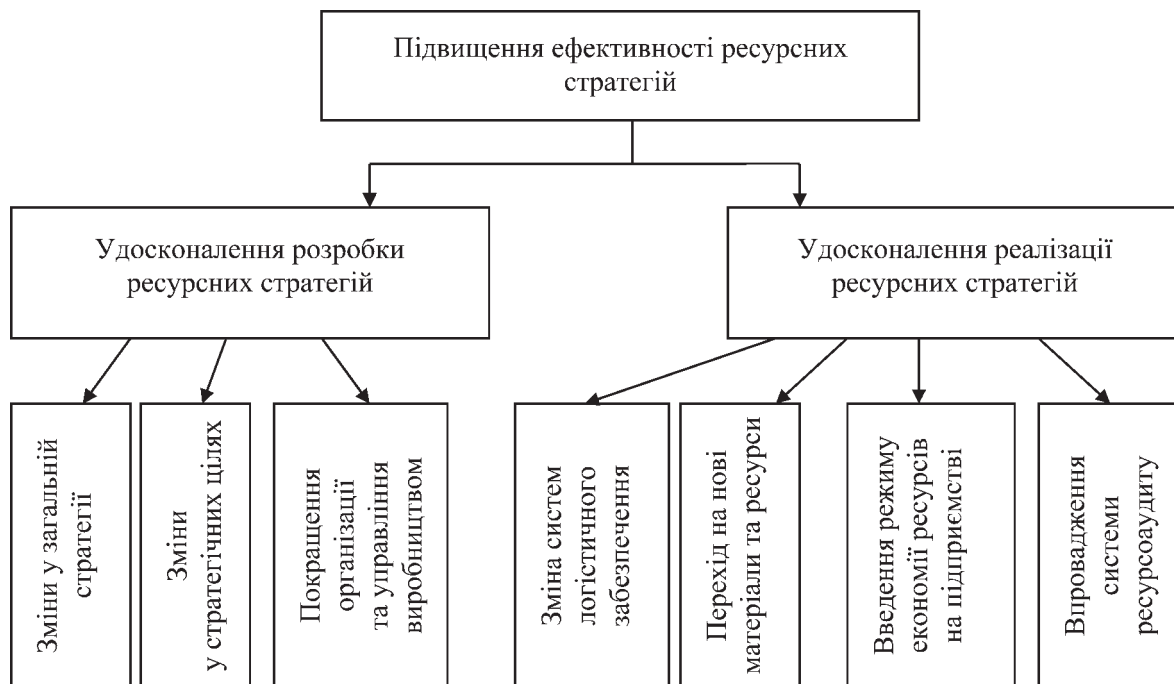 Підвищення ефективності ресурсних
стратегій
Удосконалення розробки
ресурсних стратегій
Удосконалення реалізації
ресурсних стратегій
Зміни у загальній
стратегії
Зміни
у стратегічних цілях
Покращення
організації
та управління
виробництвом
Зміна систем
логістичного
забезпечення
Перехід на нові
матеріали та ресурси
Введення режиму
економії ресурсів
на підприємстві
Впровадження
системи
ресурсоаудиту